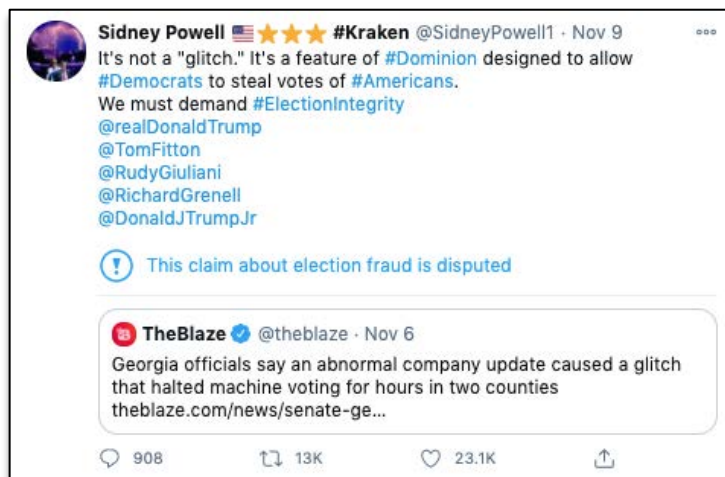 Sidney Powell 🇺🇸⭐⭐⭐ #Kraken @SidneyPowell1 · Nov 9
It's not a "glitch." It's a feature of #Dominion designed to allow
#Democrats to steal votes of #Americans.
We must demand #ElectionIntegrity
@realDonaldTrump
@TomFitton
@RudyGiuliani
@RichardGrenell
@DonaldJTrumpJr
This claim about election fraud is disputed
TheBlaze @theblaze · Nov 6
Georgia officials say an abnormal company update caused a glitch
that halted machine voting for hours in two counties
theblaze.com/news/senate-ge...
908 13K 23.1K